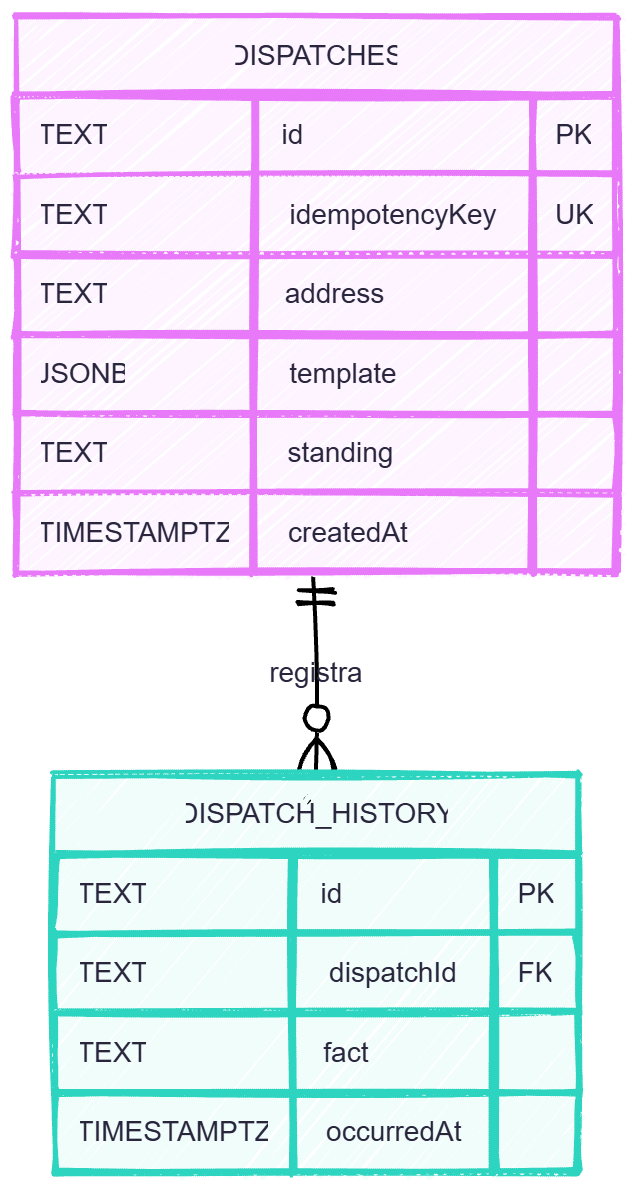 DISPATCHES
TEXT id PK
TEXT idempotencyKey UK
TEXT address
JSONB template
TEXT standing
TIMESTAMPTZ createdAt
registra
DISPATCH_HISTORY
TEXT id PK
TEXT dispatchId FK
TEXT fact
TIMESTAMPTZ occurredAt